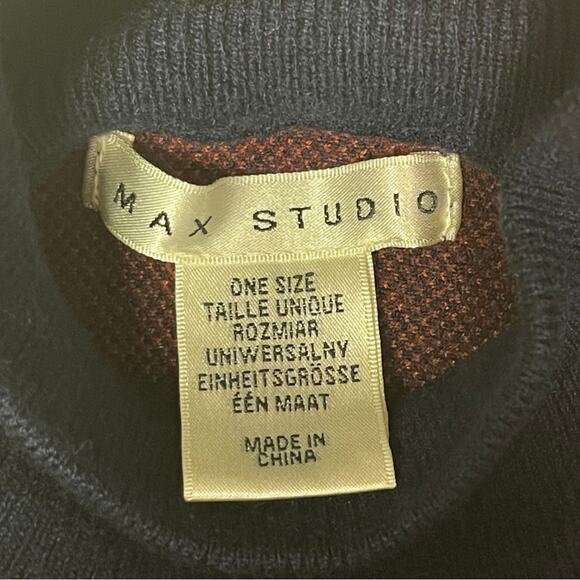 MAX STUDIO
ONE SIZE
TAILLE UNIQUE
ROZMIAR
UNIWERSALNY
EINHEITSGRÖSSE
ÉÉN MAAT
MADE IN
CHINA